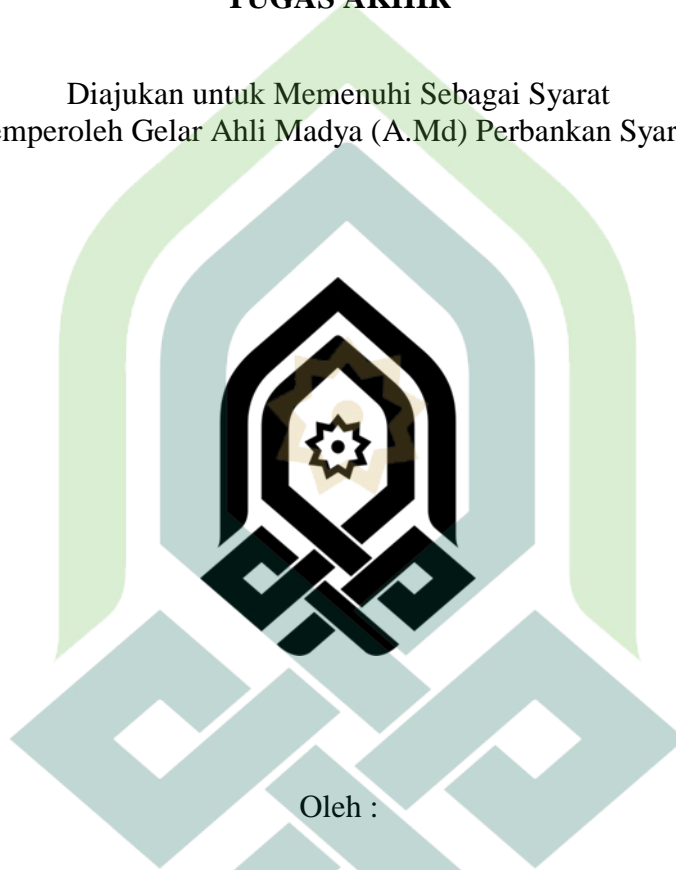 TUGAS AKHIR
Diajukan untuk Memenuhi Sebagai Syarat
emperoleh Gelar Ahli Madya (A.Md) Perbankan Syar
Oleh :